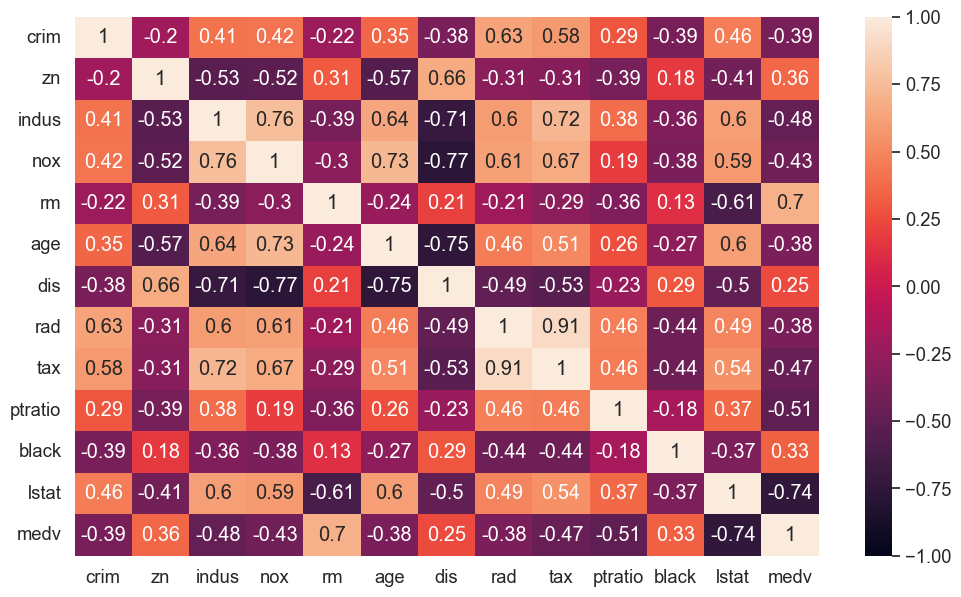 crim 1 -0.2 0.41 0.42 -0.22 0.35 -0.38 0.63 0.58 0.29 -0.39 0.46 -0.39
zn -0.2 1 -0.53 -0.52 0.31 -0.57 0.66 -0.31 -0.31 -0.39 0.18 -0.41 0.36
indus 0.41 -0.53 1 0.76 -0.39 0.64 -0.71 0.6 0.72 0.38 -0.36 0.6 -0.48
nox 0.42 -0.52 0.76 1 -0.3 0.73 -0.77 0.61 0.67 0.19 -0.38 0.59 -0.43
rm -0.22 0.31 -0.39 -0.3 1 -0.24 0.21 -0.21 -0.29 -0.36 0.13 -0.61 0.7
age 0.35 -0.57 0.64 0.73 -0.24 1 -0.75 0.46 0.51 0.26 -0.27 0.6 -0.38
dis -0.38 0.66 -0.71 -0.77 0.21 -0.75 1 -0.49 -0.53 -0.23 0.29 -0.5 0.25
rad 0.63 -0.31 0.6 0.61 -0.21 0.46 -0.49 1 0.91 0.46 -0.44 0.49 -0.38
tax 0.58 -0.31 0.72 0.67 -0.29 0.51 -0.53 0.91 1 0.46 -0.44 0.54 -0.47
ptratio 0.29 -0.39 0.38 0.19 -0.36 0.26 -0.23 0.46 0.46 1 -0.18 0.37 -0.51
black -0.39 0.18 -0.36 -0.38 0.13 -0.27 0.29 -0.44 -0.44 -0.18 1 -0.37 0.33
lstat 0.46 -0.41 0.6 0.59 -0.61 0.6 -0.5 0.49 0.54 0.37 -0.37 1 -0.74
medv -0.39 0.36 -0.48 -0.43 0.7 -0.38 0.25 -0.38 -0.47 -0.51 0.33 -0.74 1
crim zn indus nox rm age dis rad tax ptratio black lstat medv
1.00
0.75
0.50
0.25
0.00
−0.25
−0.50
−0.75
−1.00